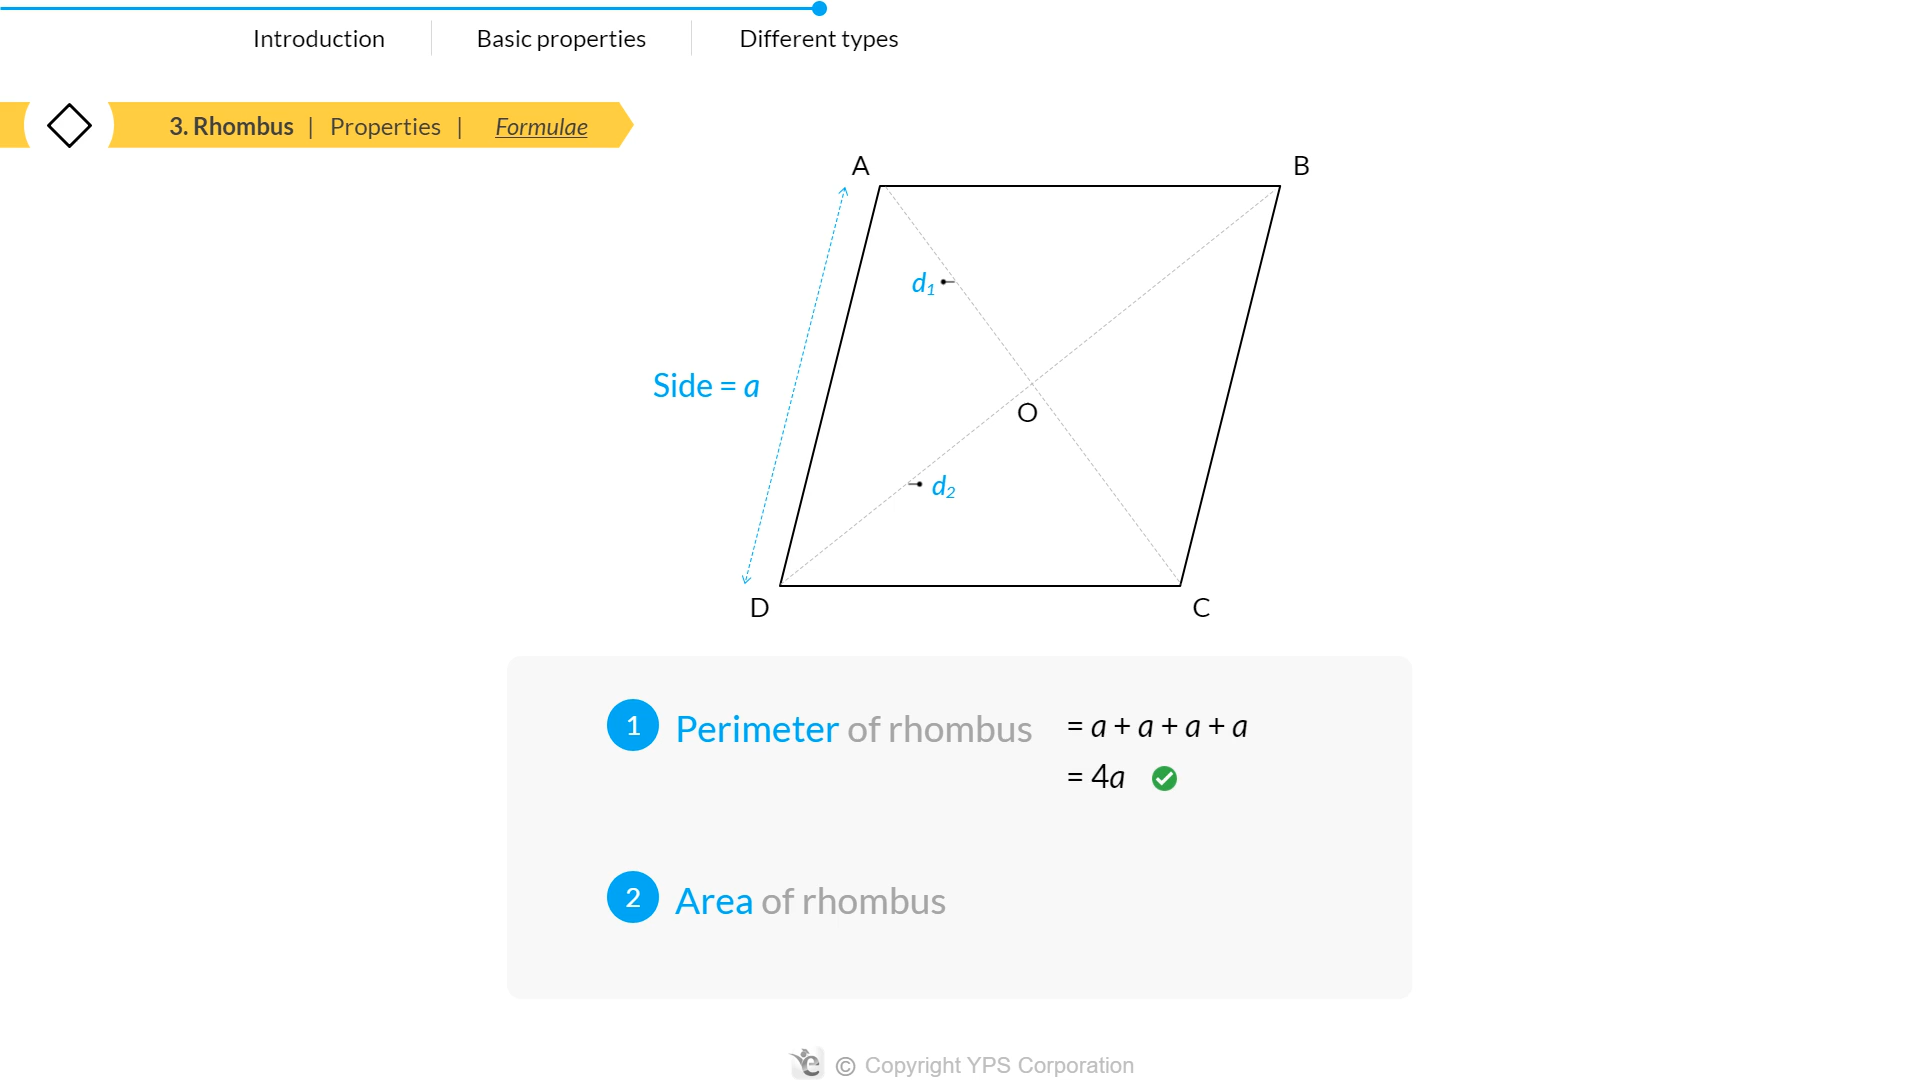 Introduction
Basic properties
Different types
3. Rhombus | Properties | Formulae
A
B
d₁
Side = a
O
d₂
D
C
1 Perimeter of rhombus = a + a + a + a
= 4a
2 Area of rhombus
e © Copyright YPS Corporation